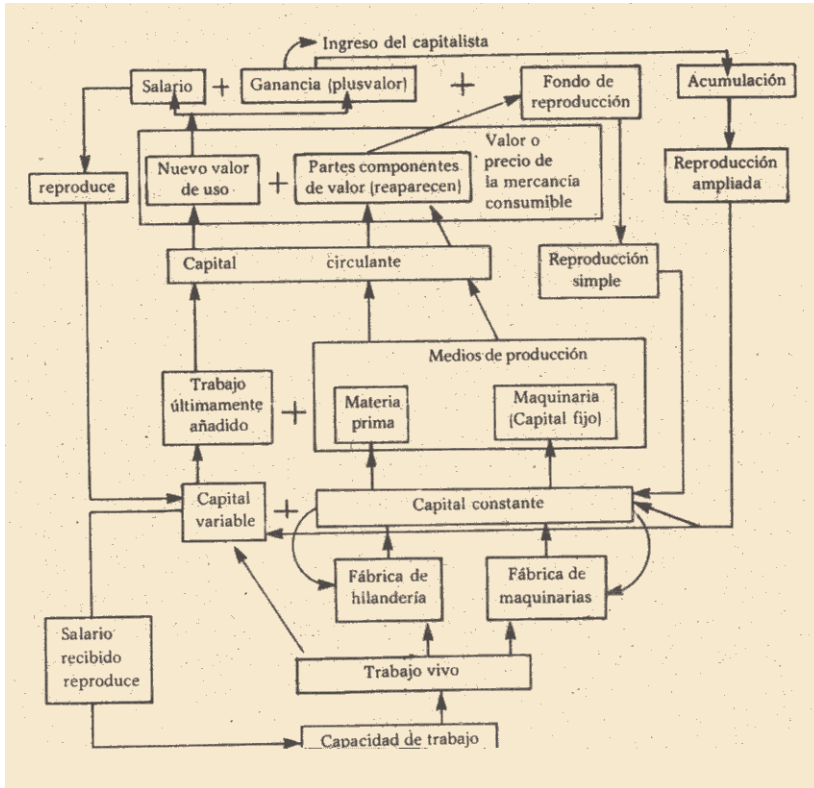 Ingreso del capitalista
Salario
+
Ganancia (plusvalor)
+
Fondo de
reproducción
Acumulación
reproduce
Nuevo valor
de uso
+
Partes componentes
de valor (reaparecen)
Valor o
precio de
la mercancía
consumible
Reproducción
ampliada
Capital circulante
Reproducción
simple
Medios de producción
Trabajo
últimamente
añadido
+
Materia
prima
Maquinaria
(Capital fijo)
Capital
variable
+
Capital constante
Fábrica de
hilandería
Fábrica de
maquinarias
Salario
recibido
reproduce
Trabajo vivo
Capacidad de trabajo